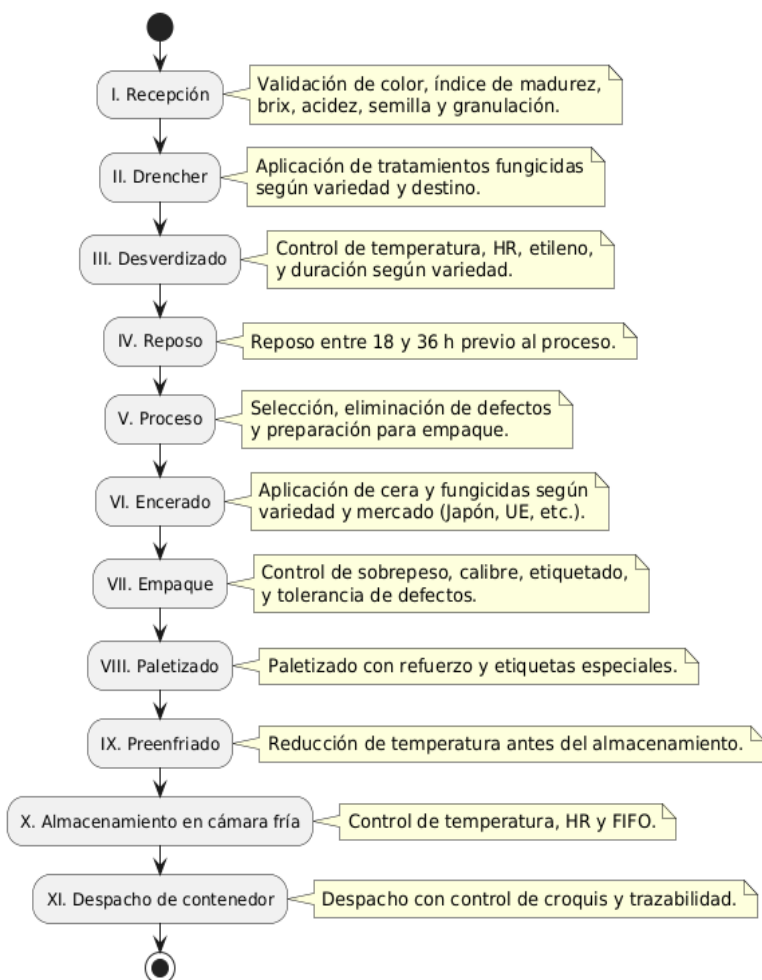 I. Recepción
Validación de color, índice de madurez,
brix, acidez, semilla y granulación.
II. Drencher
Aplicación de tratamientos fungicidas
según variedad y destino.
III. Desverdizado
Control de temperatura, HR, etileno,
y duración según variedad.
IV. Reposo
Reposo entre 18 y 36 h previo al proceso.
V. Proceso
Selección, eliminación de defectos
y preparación para empaque.
VI. Encerado
Aplicación de cera y fungicidas según
variedad y mercado (Japón, UE, etc.).
VII. Empaque
Control de sobrepeso, calibre, etiquetado,
y tolerancia de defectos.
VIII. Paletizado
Paletizado con refuerzo y etiquetas especiales.
IX. Preenfriado
Reducción de temperatura antes del almacenamiento.
X. Almacenamiento en cámara fría
Control de temperatura, HR y FIFO.
XI. Despacho de contenedor
Despacho con control de croquis y trazabilidad.